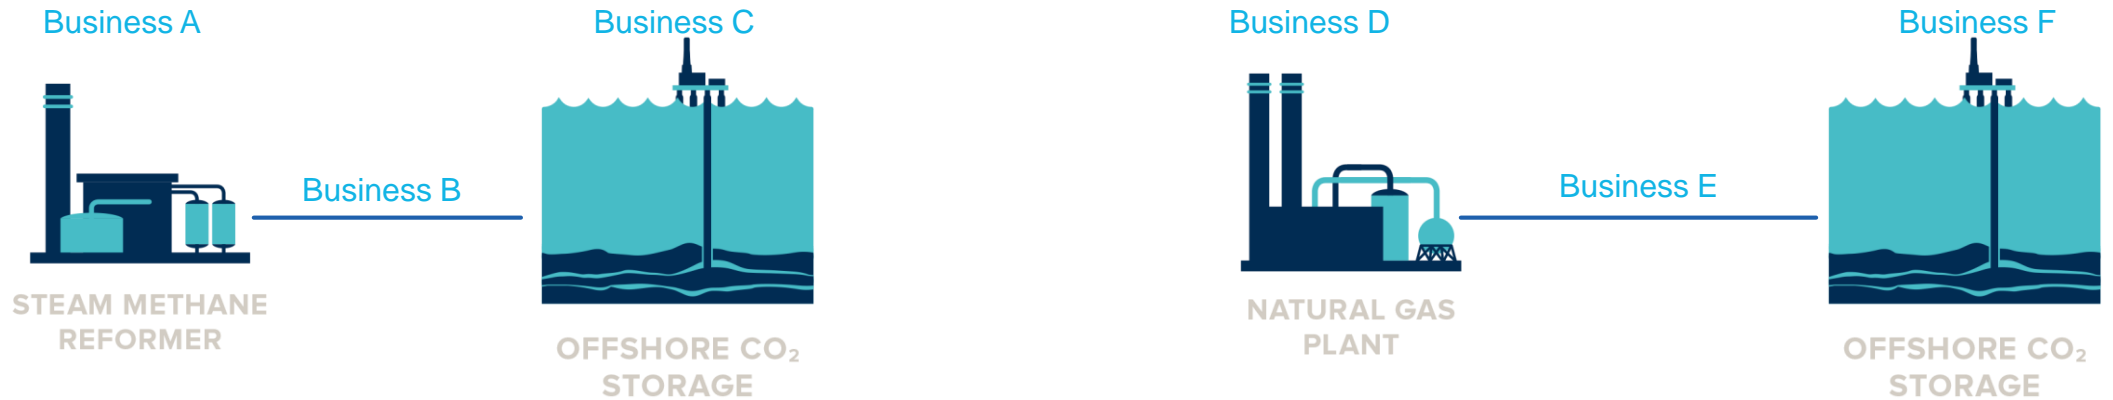 Business A
Business C
Business D
Business F
Business B
Business E
STEAM METHANE
REFORMER
OFFSHORE CO₂
STORAGE
NATURAL GAS
PLANT
OFFSHORE CO₂
STORAGE